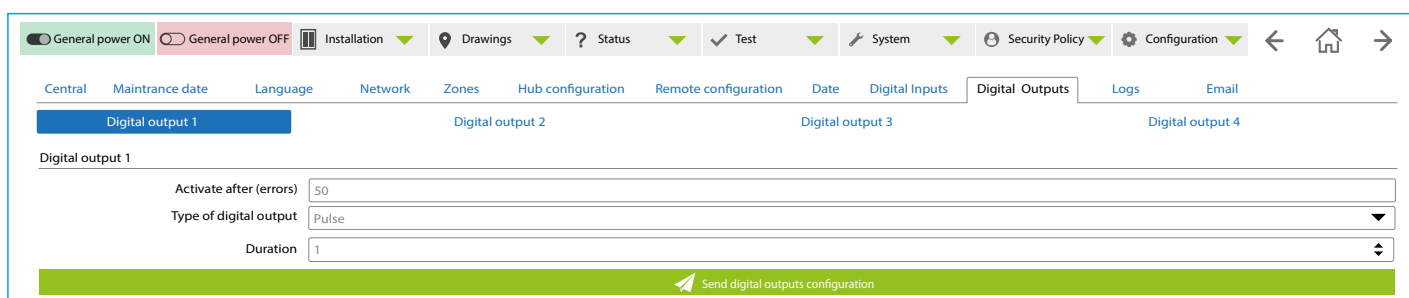 General power ON General power OFF Installation Drawings ? Status Test System Security Policy Configuration
Central Maintrance date Language Network Zones Hub configuration Remote configuration Date Digital Inputs Digital Outputs Logs Email
Digital output 1 Digital output 2 Digital output 3 Digital output 4
Digital output 1
Activate after (errors) 50
Type of digital output Pulse
Duration 1
Send digital outputs configuration